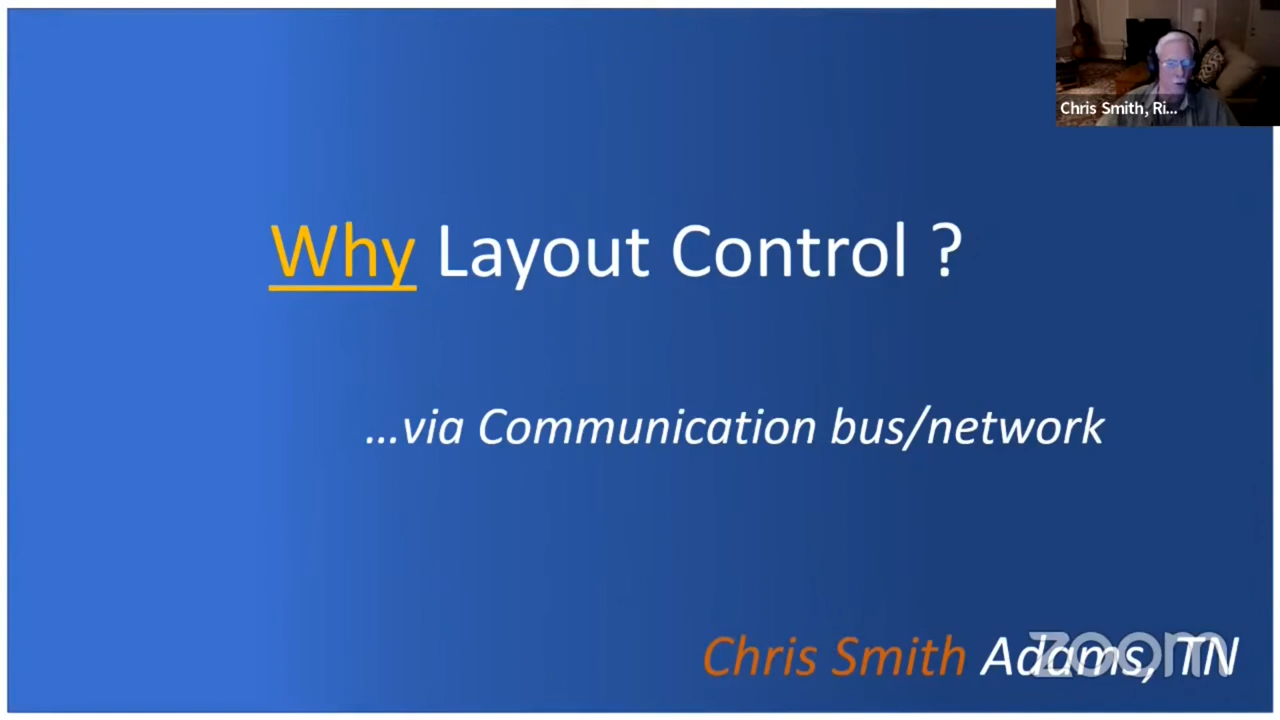 Chris Smith, Ri...
Why Layout Control ?
...via Communication bus/network
Chris Smith Adams, TN
zoom